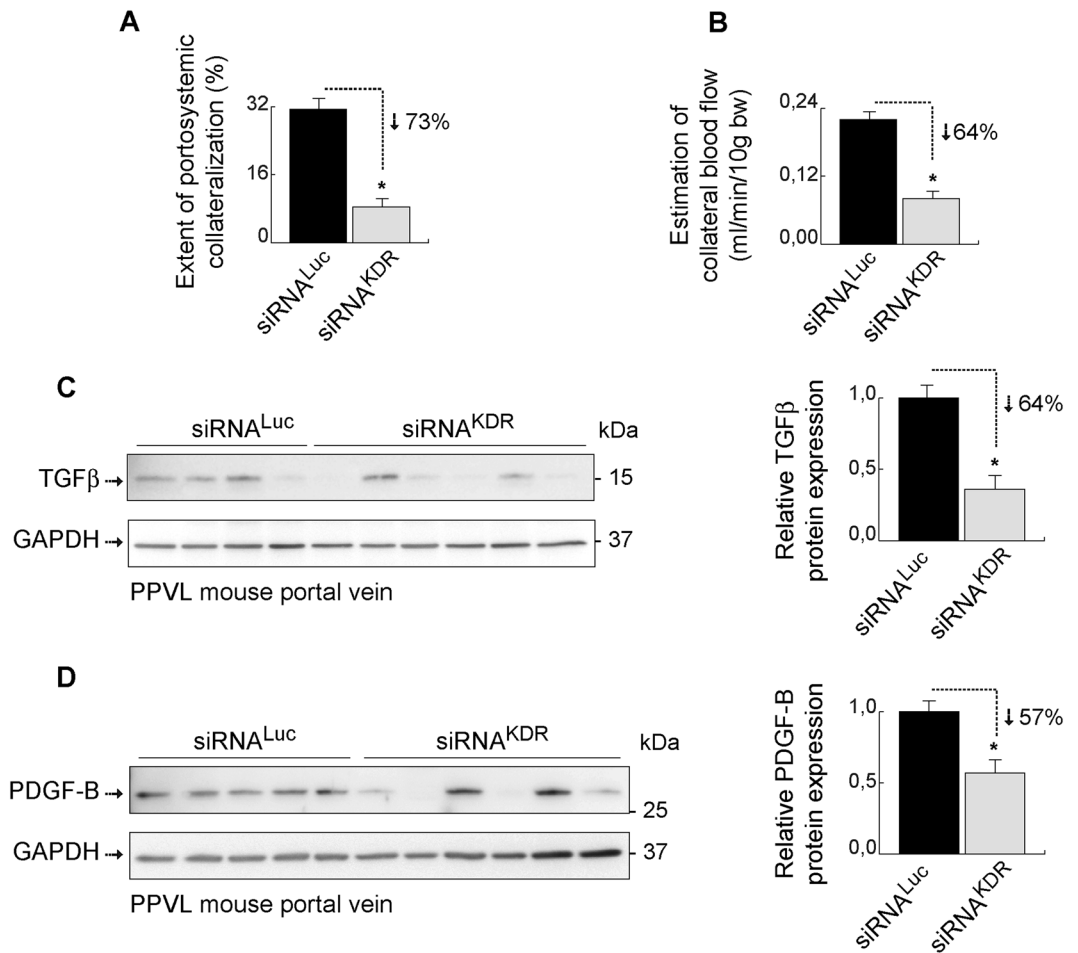 A
Extent of portosystemic
collateralization (%)
32
16
0
↓73%
*
siRNA^Luc
siRNA^KDR
B
Estimation of
collateral blood flow
(ml/min/10g bw)
0,24
0,12
0,00
↓64%
*
siRNA^Luc
siRNA^KDR
C
siRNA^Luc
siRNA^KDR
kDa
TGFβ
15
GAPDH
37
PPVL mouse portal vein
Relative TGFβ
protein expression
1,0
0,5
0,0
↓64%
*
siRNA^Luc
siRNA^KDR
D
siRNA^Luc
siRNA^KDR
kDa
PDGF-B
25
GAPDH
37
PPVL mouse portal vein
Relative PDGF-B
protein expression
1,0
0,5
0,0
↓57%
*
siRNA^Luc
siRNA^KDR